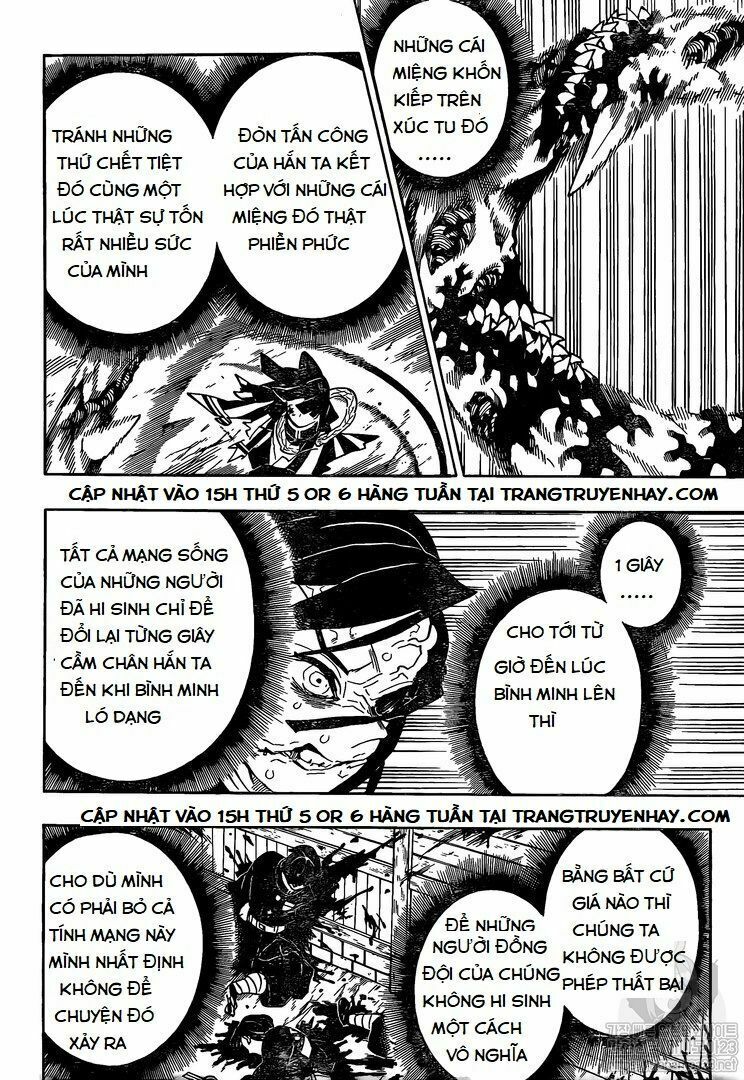 NHỮNG CÁI
MIỆNG KHỐN
KIẾP TRÊN
XÚC TU ĐÓ
.....
ĐÒN TẤN CÔNG
CỦA HẮN TA KẾT
HỢP VỚI NHỮNG CÁI
MIỆNG ĐÓ THẬT
PHIỀN PHỨC
TRÁNH NHỮNG
THỨ CHẾT TIỆT
ĐÓ CÙNG MỘT
LÚC THẬT SỰ TỐN
RẤT NHIỀU SỨC
CỦA MÌNH
CẬP NHẬT VÀO 15H THỨ 5 OR 6 HÀNG TUẦN TẠI TRANGTRUYENHAY.COM
1 GIÂY
.....
CHO TỚI TỪ
GIỜ ĐẾN LÚC
BÌNH MINH LÊN
THÌ
TẤT CẢ MẠNG SỐNG
CỦA NHỮNG NGƯỜI
ĐÃ HI SINH CHỈ ĐỂ
ĐỔI LẠI TỪNG GIÂY
CẦM CHÂN HẮN TA
ĐẾN KHI BÌNH MINH
LÓ DẠNG
CẬP NHẬT VÀO 15H THỨ 5 OR 6 HÀNG TUẦN TẠI TRANGTRUYENHAY.COM
BẰNG BẤT CỨ
GIÁ NÀO THÌ
CHÚNG TA
KHÔNG ĐƯỢC
PHÉP THẤT BẠI
ĐỂ NHỮNG
NGƯỜI ĐỒNG
ĐỘI CỦA CHÚNG
KHÔNG HI SINH
MỘT CÁCH
VÔ NGHĨA
CHO DÙ MÌNH
CÓ PHẢI BỎ CẢ
TÍNH MẠNG NÀY
MÌNH NHẤT ĐỊNH
KHÔNG ĐỂ
CHUYỆN ĐÓ
XẢY RA